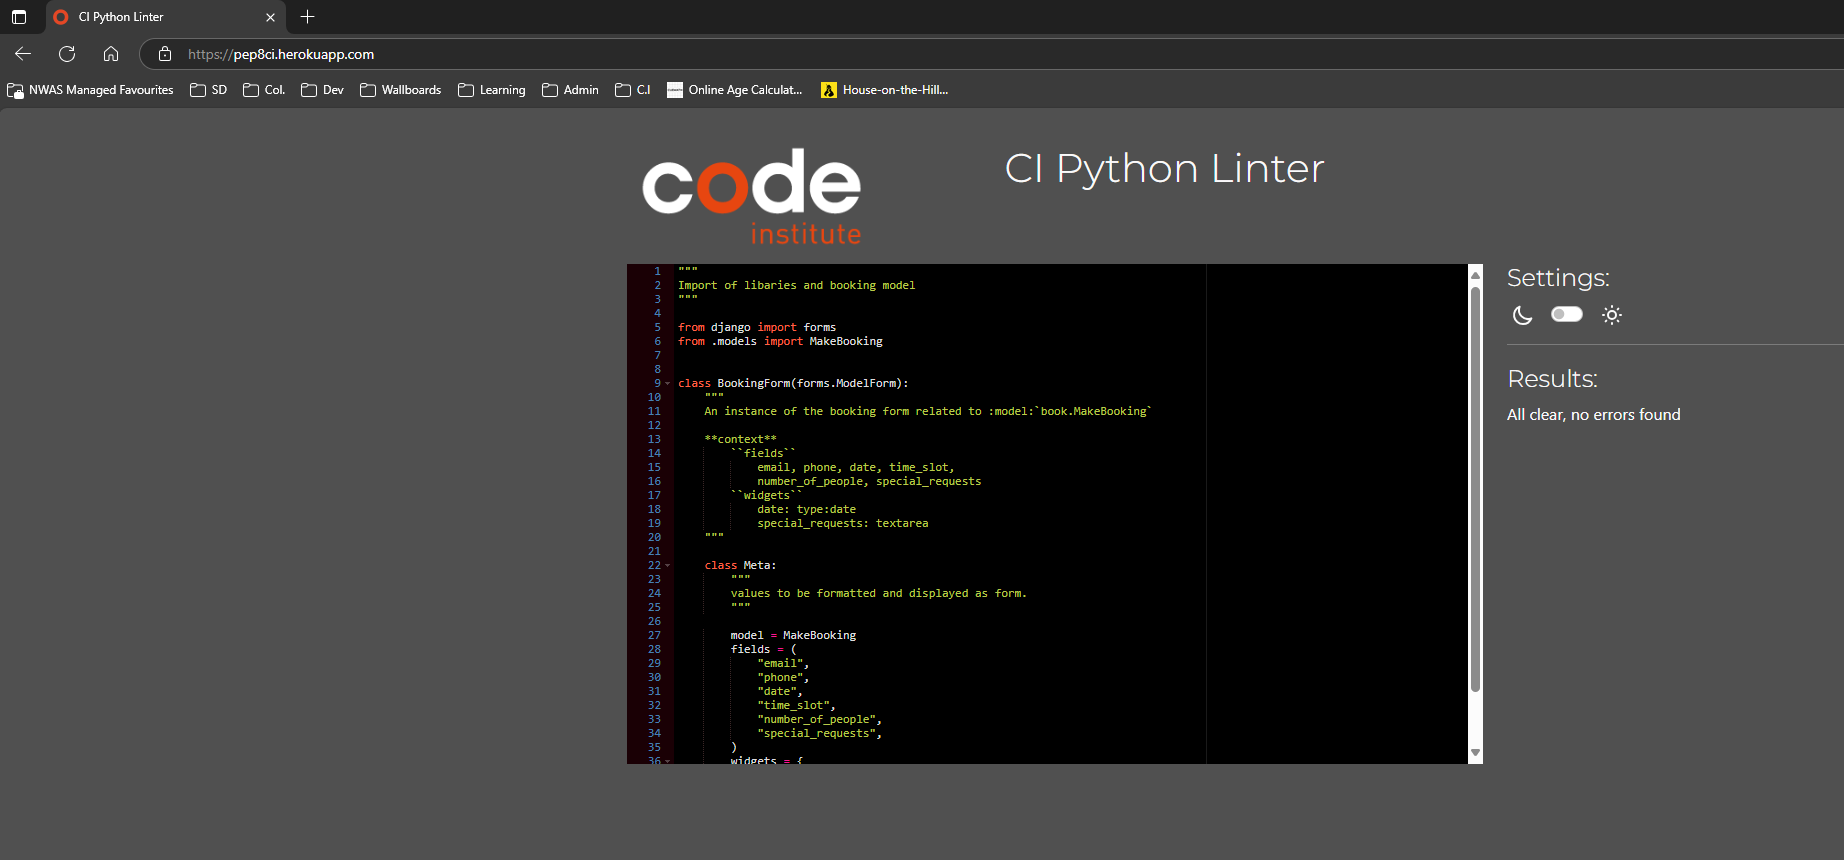 CI Python Linter
https://pep8ci.herokuapp.com
NWAS Managed Favourites SD Col. Dev Wallboards Learning Admin C.I Online Age Calculat... House-on-the-Hill...
code
institute
CI Python Linter
1 """
2 Import of libaries and booking model
3 """
4
5 from django import forms
6 from .models import MakeBooking
7
8
9 class BookingForm(forms.ModelForm):
10 """
11 An instance of the booking form related to :model:`book.MakeBooking`
12
13 **context**
14 ``fields``
15 email, phone, date, time_slot,
16 number_of_people, special_requests
17 ``widgets``
18 date: type:date
19 special_requests: textarea
20 """
21
22 class Meta:
23 """
24 values to be formatted and displayed as form.
25 """
26
27 model = MakeBooking
28 fields = (
29 "email",
30 "phone",
31 "date",
32 "time_slot",
33 "number_of_people",
34 "special_requests",
35 )
36 widgets = {
Settings:
Results:
All clear, no errors found